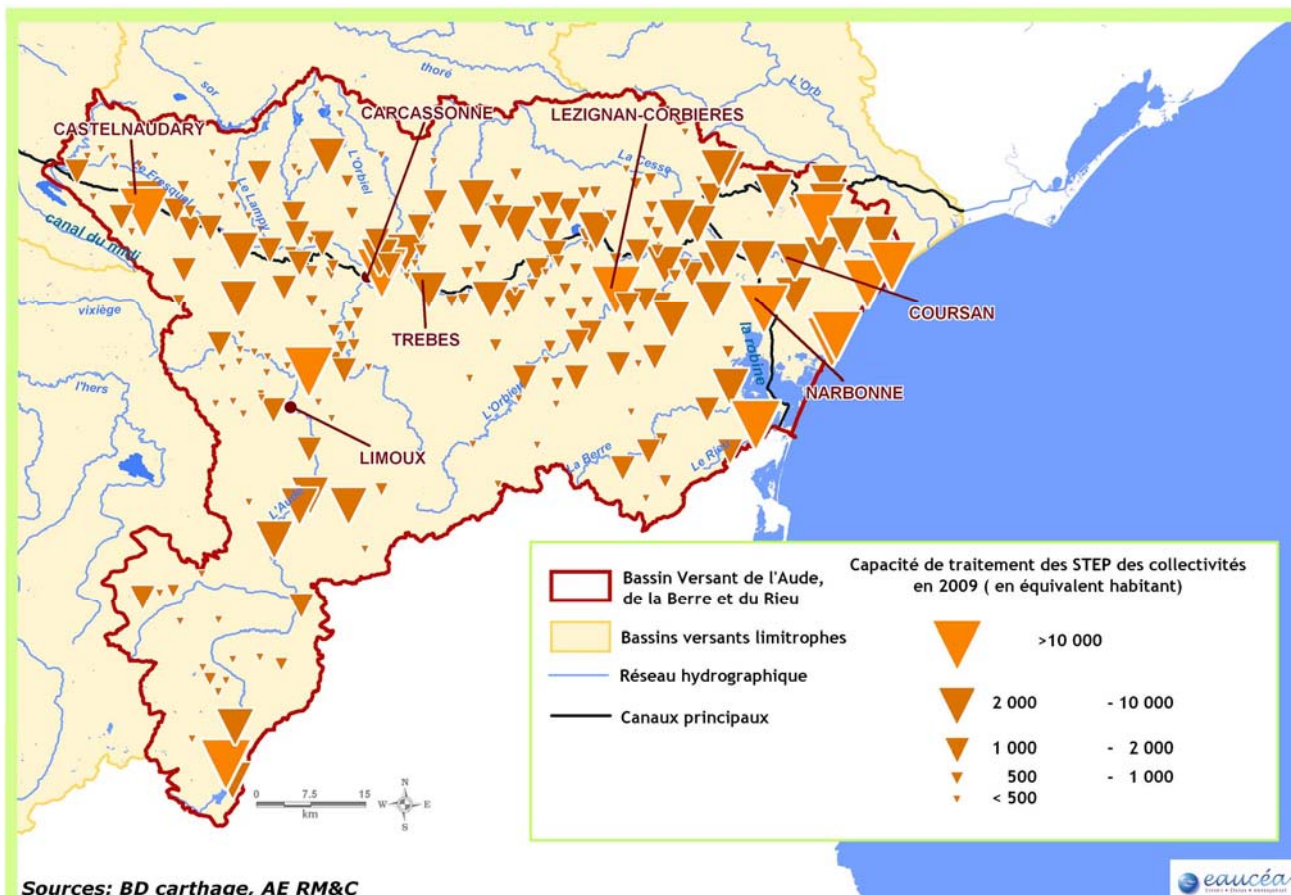 thoré
L'Orb
sor
CARCASSONNE
LEZIGNAN-CORBIERES
CASTELNAUDARY
La Cesse
L'Orbiel
Le Fresquel
Le Lampy
canal du midi
COURSAN
vixiège
TREBES
la robine
NARBONNE
l'hers
L'Orbieu
LIMOUX
La Berre
Le Rieu
L'Aude
Bassin Versant de l'Aude,
de la Berre et du Rieu
Bassins versants limitrophes
Réseau hydrographique
Canaux principaux
Capacité de traitement des STEP des collectivités
en 2009 ( en équivalent habitant)
>10 000
2 000 - 10 000
1 000 - 2 000
500 - 1 000
< 500
0 7.5 15
km
N
W E
S
Sources: BD carthage, AE RM&C
eaucéa